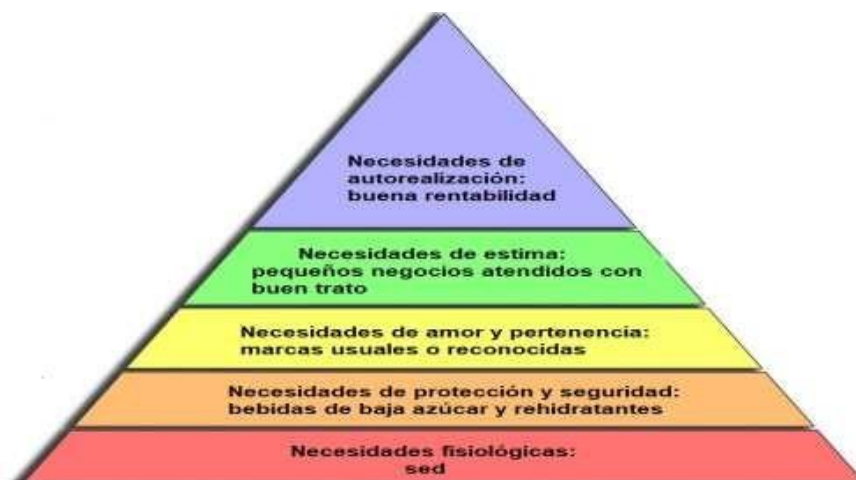 Necesidades de
autorealización:
buena rentabilidad
Necesidades de estima:
pequeños negocios atendidos con
buen trato
Necesidades de amor y pertenencia:
marcas usuales o reconocidas
Necesidades de protección y seguridad:
bebidas de baja azúcar y rehidratantes
Necesidades fisiológicas:
sed